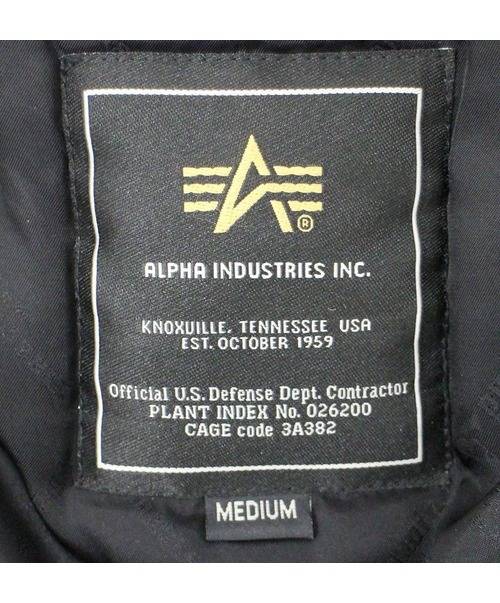 ®
ALPHA INDUSTRIES INC.
KNOXUILLE, TENNESSEE USA
EST. OCTOBER 1959
Official U.S. Defense Dept. Contractor
PLANT INDEX No. 026200
CAGE code 3A382
MEDIUM